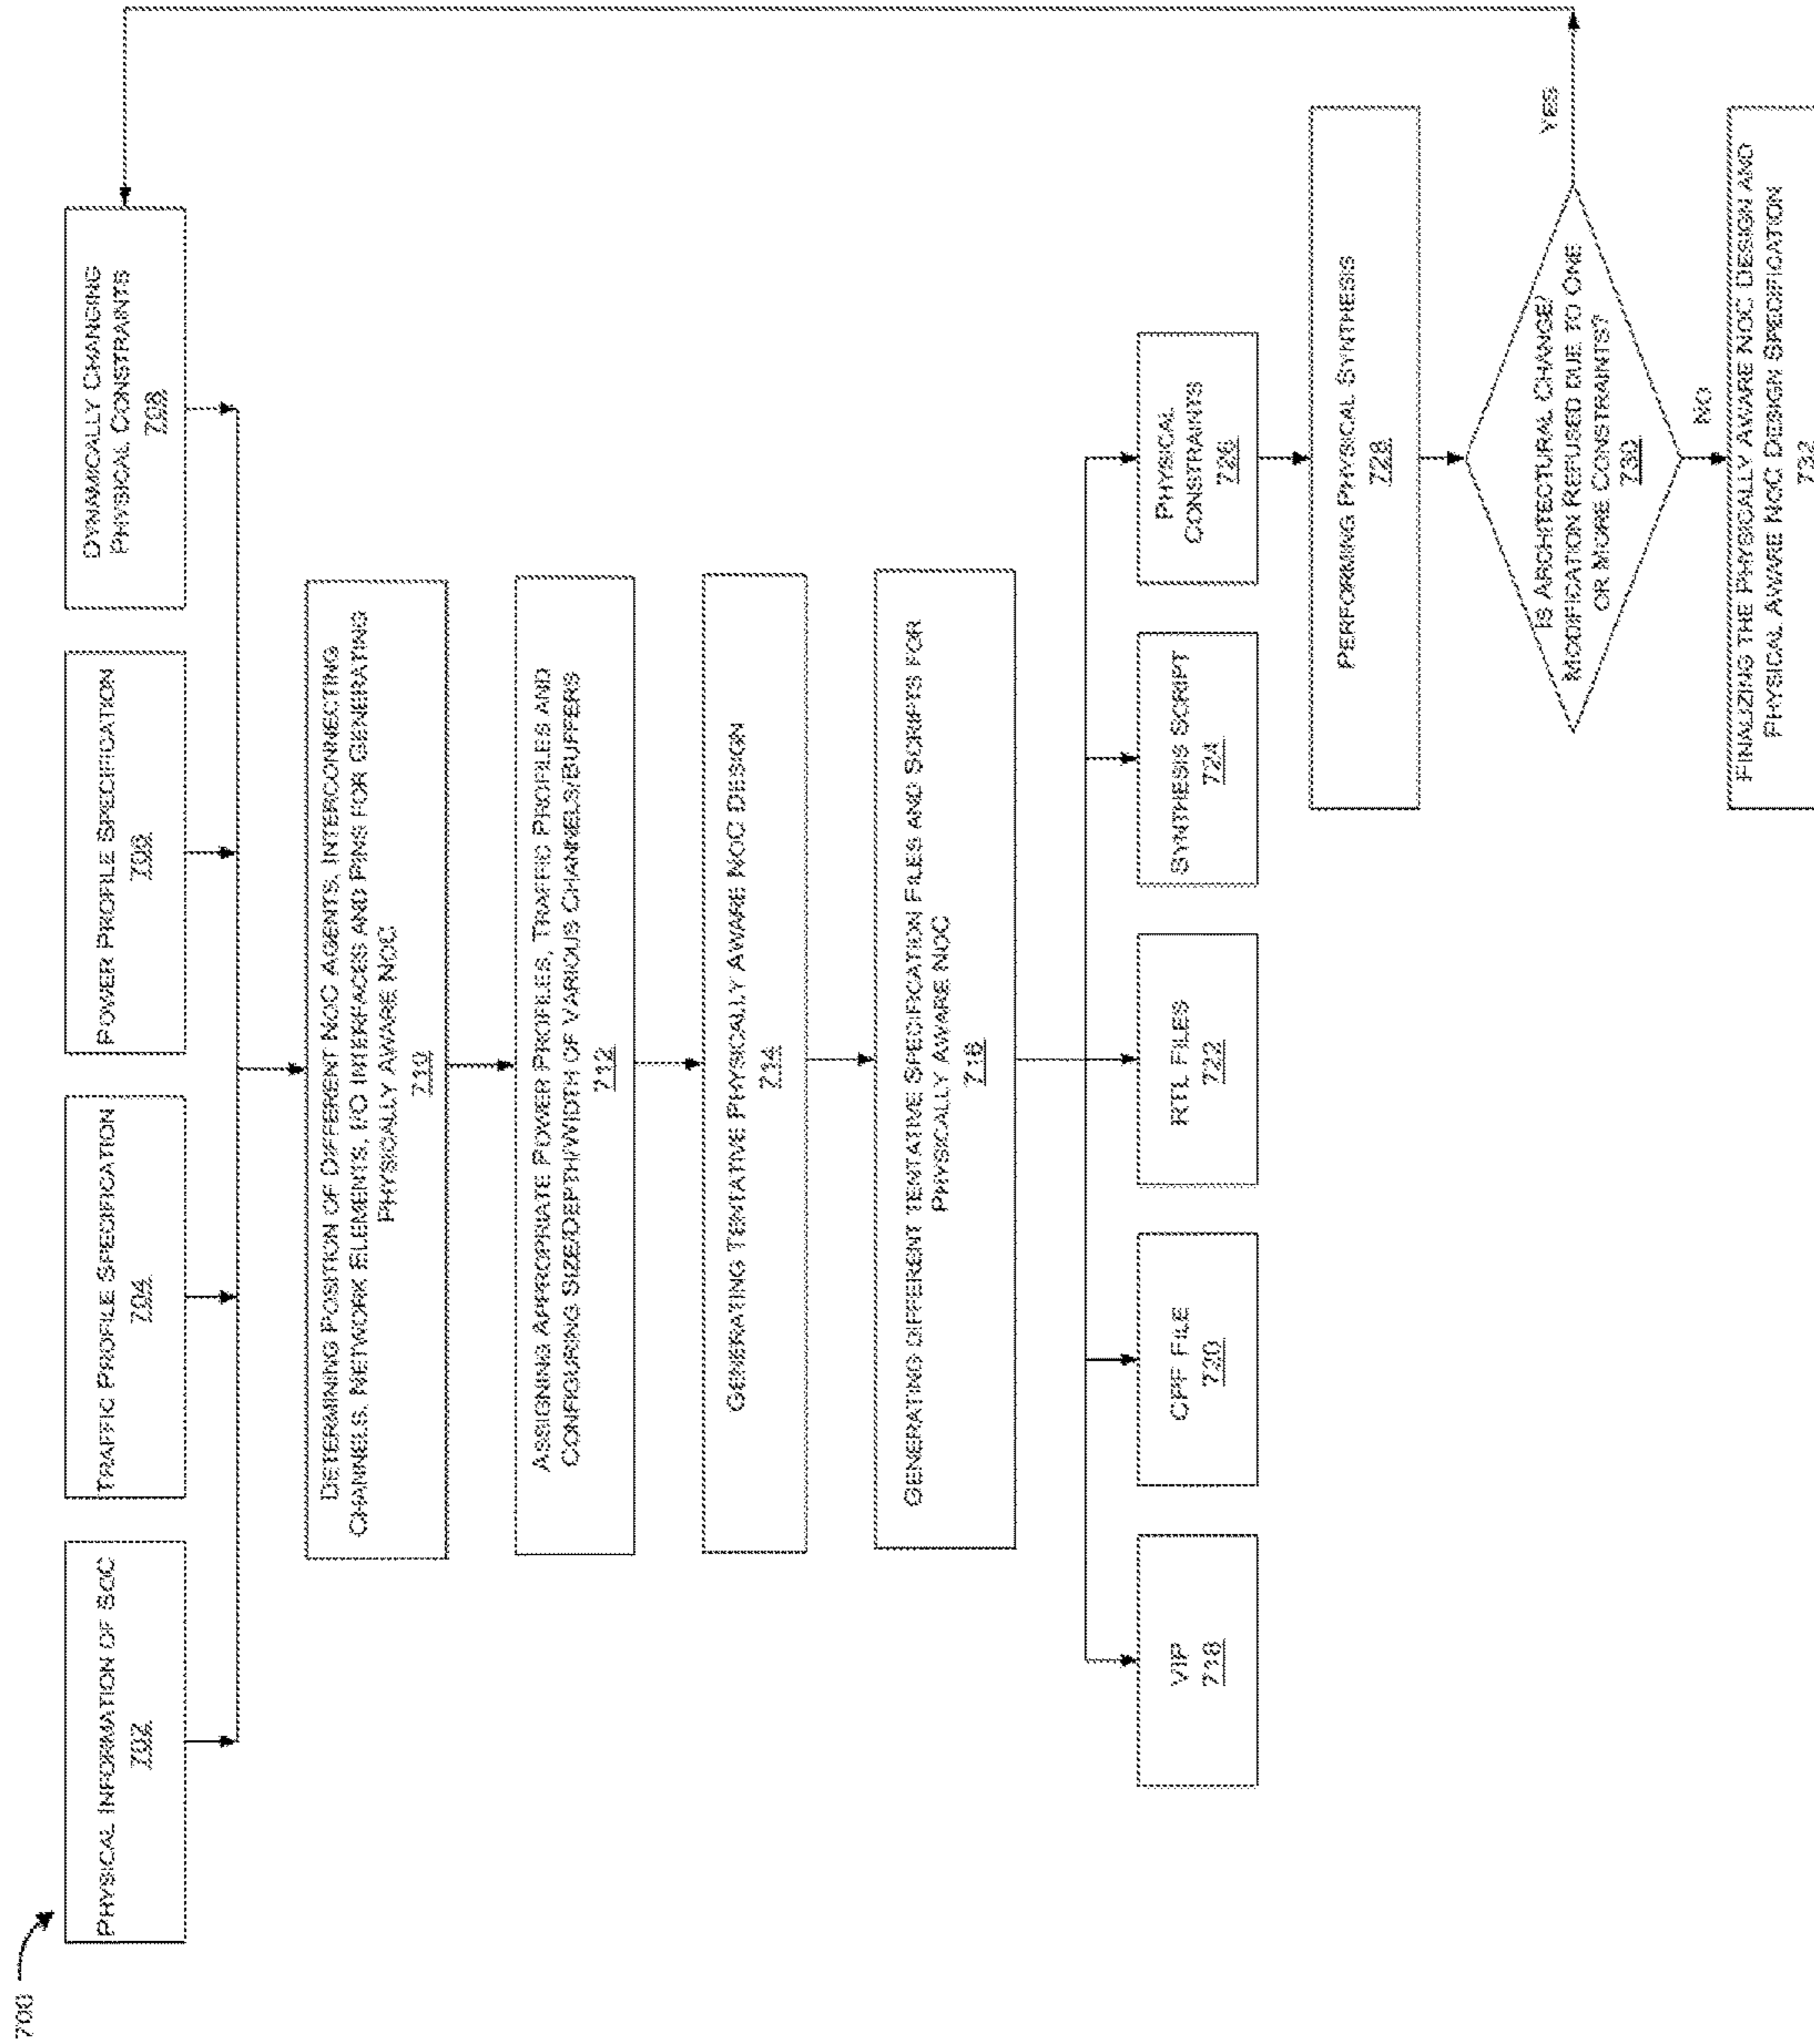 700
PHYSICAL INFORMATION OF SOC
702
TRAFFIC PROFILE SPECIFICATION
704
POWER PROFILE SPECIFICATION
706
DYNAMICALLY CHANGING
PHYSICAL CONSTRAINTS
708
DETERMINING POSITION OF DIFFERENT NOC AGENTS, INTERCONNECTING
CHANNELS, NETWORK ELEMENTS, I/O INTERFACES AND PINS FOR GENERATING
PHYSICALLY AWARE NOC
710
ASSIGNING APPROPRIATE POWER PROFILES, TRAFFIC PROFILES AND
CONFIGURING SIZE/DEPTH/WIDTH OF VARIOUS CHANNELS/BUFFERS
712
GENERATING TENTATIVE PHYSICALLY AWARE NOC DESIGN
714
GENERATING DIFFERENT TENTATIVE SPECIFICATION FILES AND SCRIPTS FOR
PHYSICALLY AWARE NOC
716
VIP
718
CPF FILE
720
RTL FILES
722
SYNTHESIS SCRIPT
724
PHYSICAL
CONSTRAINTS
726
PERFORMING PHYSICAL SYNTHESIS
728
IS ARCHITECTURAL CHANGE/
MODIFICATION REFUSED DUE TO ONE
OR MORE CONSTRAINTS?
730
YES
NO
FINALIZING THE PHYSICALLY AWARE NOC DESIGN AND
PHYSICAL AWARE NOC DESIGN SPECIFICATION
732